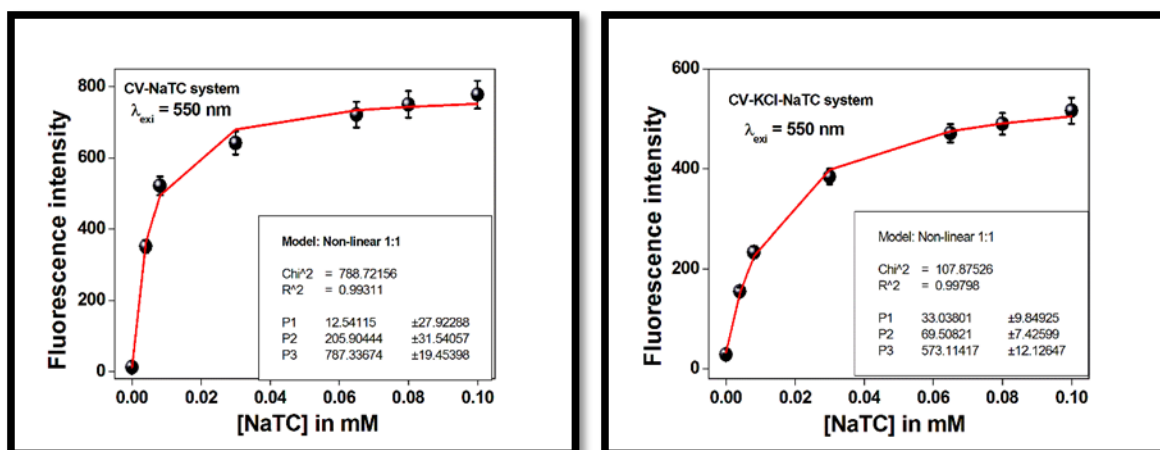 CV-NaTC system
λexi = 550 nm
Fluorescence intensity
800
600
400
200
0
Model: Non-linear 1:1
Chi^2 = 788.72156
R^2 = 0.99311
P1 12.54115 ±27.92288
P2 205.90444 ±31.54057
P3 787.33674 ±19.45398
0.00 0.02 0.04 0.06 0.08 0.10
[NaTC] in mM
CV-KCl-NaTC system
λexi = 550 nm
Fluorescence intensity
600
400
200
0
Model: Non-linear 1:1
Chi^2 = 107.87526
R^2 = 0.99798
P1 33.03801 ±9.84925
P2 69.50821 ±7.42599
P3 573.11417 ±12.12647
0.00 0.02 0.04 0.06 0.08 0.10
[NaTC] in mM